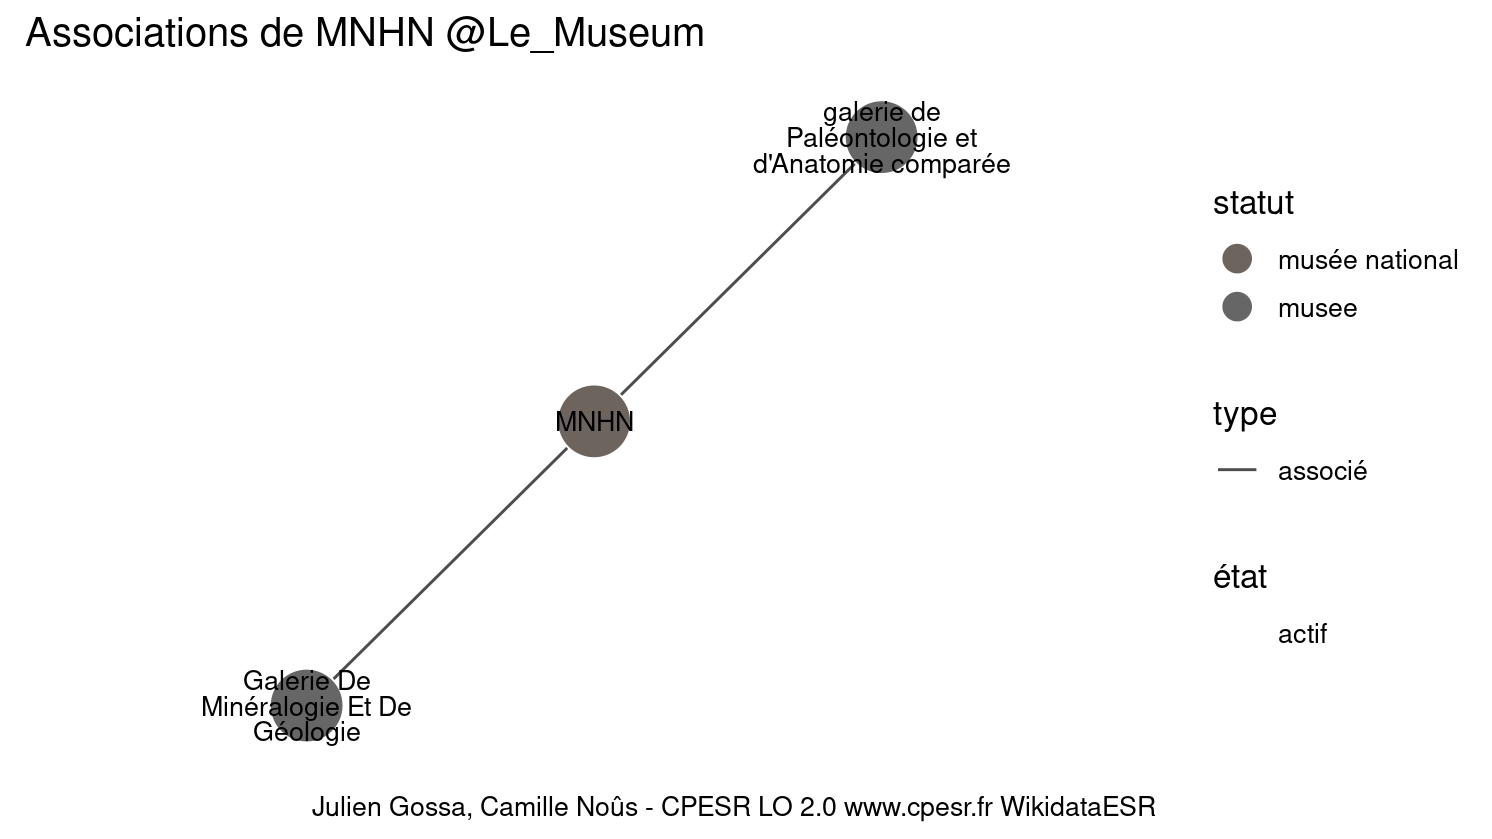 Associations de MNHN @Le_Museum
galerie de
Paléontologie et
d'Anatomie comparée
MNHN
Galerie De
Minéralogie Et De
Géologie
statut
musée national
musee
type
associé
état
actif
Julien Gossa, Camille Noûs - CPESR LO 2.0 www.cpesr.fr WikidataESR